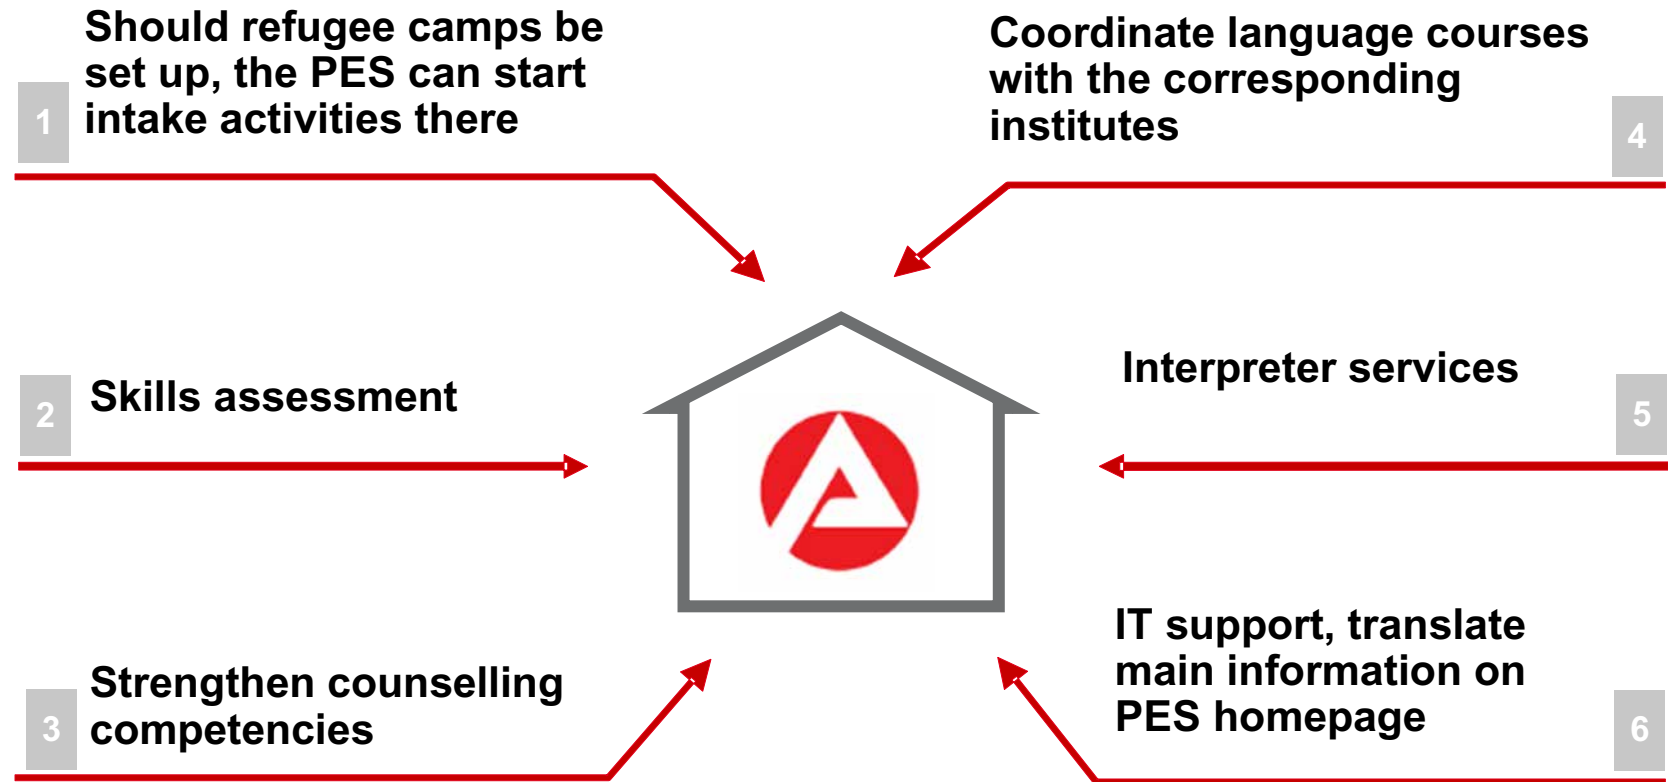 1
Should refugee camps be
set up, the PES can start
intake activities there
2
Skills assessment
3
Strengthen counselling
competencies
4
Coordinate language courses
with the corresponding
institutes
5
Interpreter services
6
IT support, translate
main information on
PES homepage